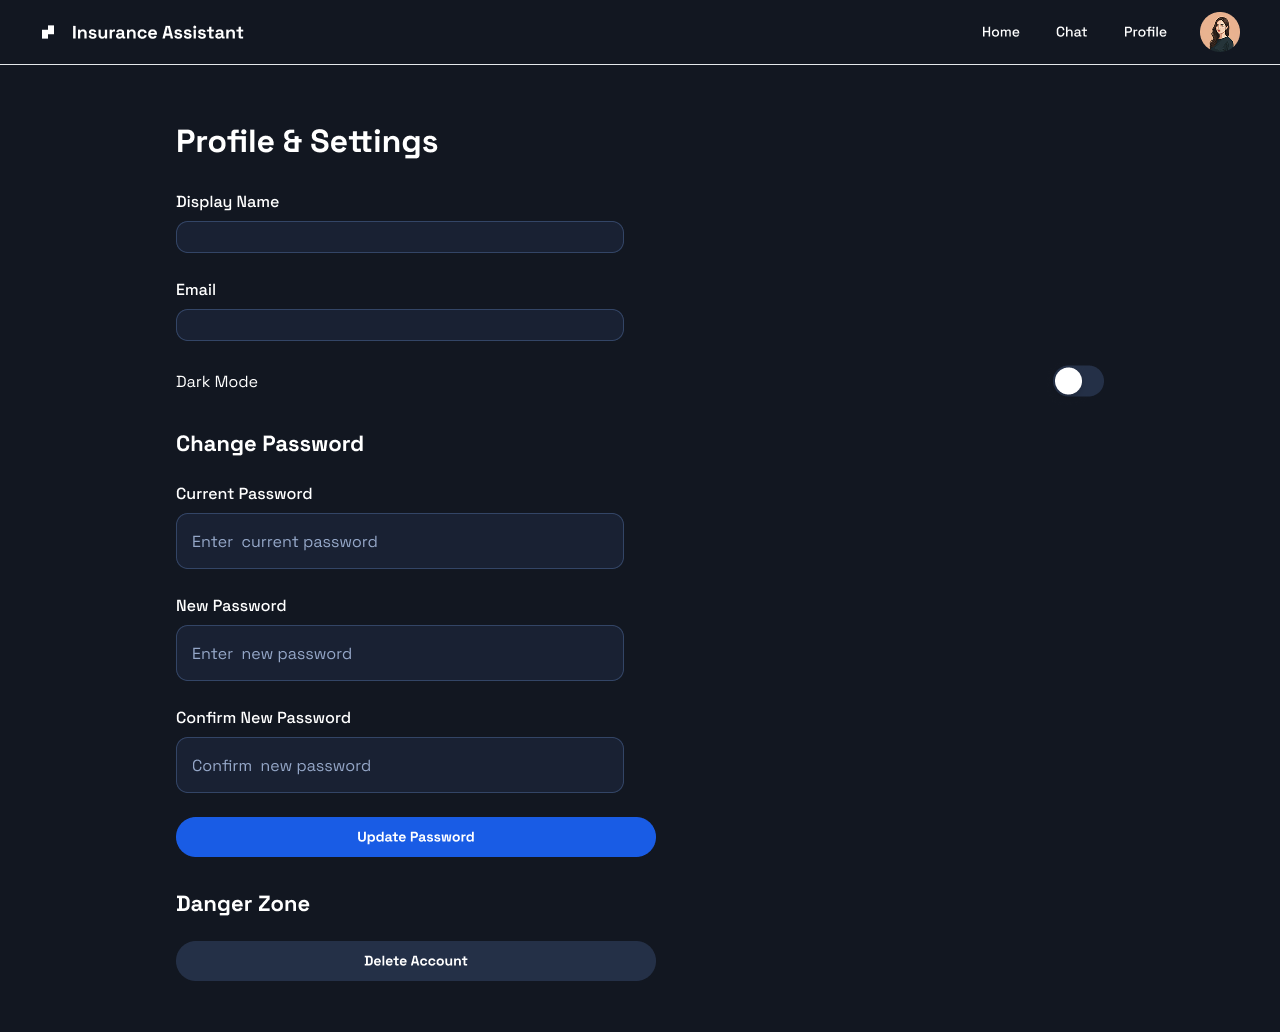 Insurance Assistant
Home
Chat
Profile
Profile & Settings
Display Name
Email
Dark Mode
Change Password
Current Password
Enter  current password
New Password
Enter  new password
Confirm New Password
Confirm  new password
Update Password
Danger Zone
Delete Account